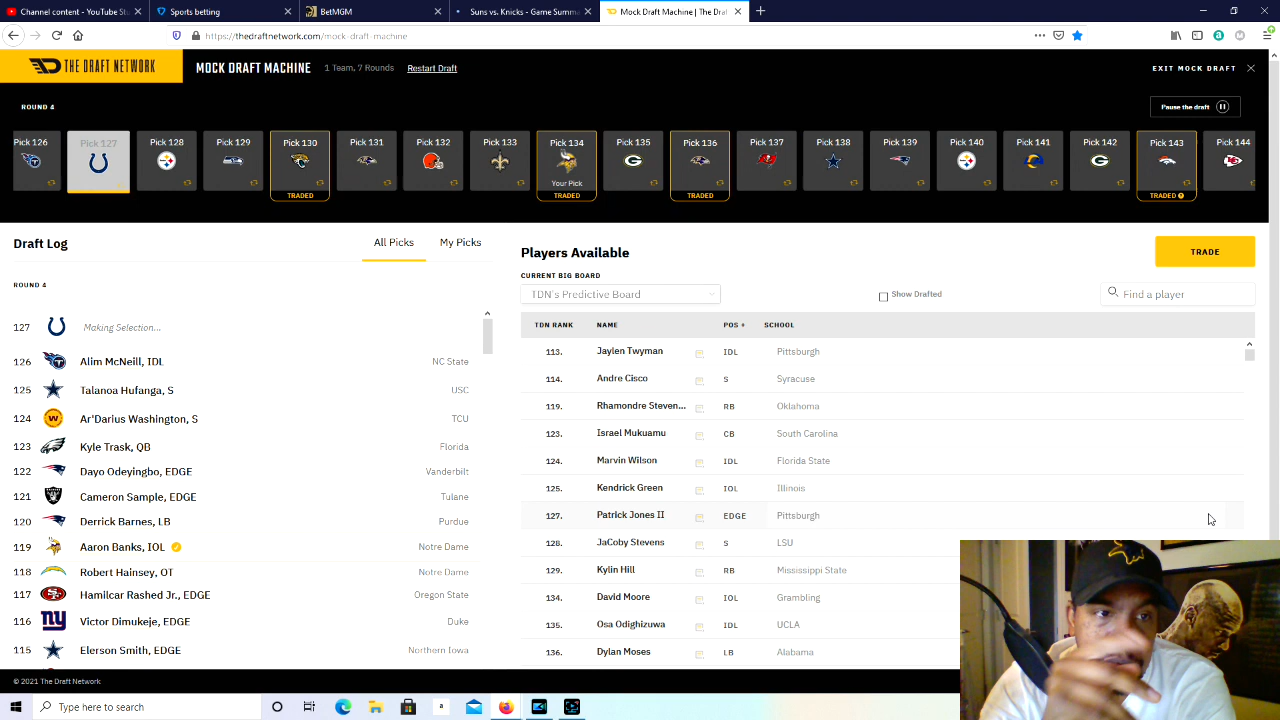 Channel content - YouTube Stu
Sports betting
BetMGM
Suns vs. Knicks - Game Summa
Mock Draft Machine | The Dra
https://thedraftnetwork.com/mock-draft-machine
THE DRAFT NETWORK
MOCK DRAFT MACHINE
1 Team, 7 Rounds
Restart Draft
EXIT MOCK DRAFT
ROUND 4
Pause the draft
Pick 126 Pick 127 Pick 128 Pick 129 Pick 130 Pick 131 Pick 132 Pick 133 Pick 134 Pick 135 Pick 136 Pick 137 Pick 138 Pick 139 Pick 140 Pick 141 Pick 142 Pick 143 Pick 144
Your Pick
TRADED TRADED TRADED TRADED
Draft Log
All Picks
My Picks
ROUND 4
127 Making Selection...
126 Alim McNeill, IDL NC State
125 Talanoa Hufanga, S USC
124 Ar'Darius Washington, S TCU
123 Kyle Trask, QB Florida
122 Dayo Odeyingbo, EDGE Vanderbilt
121 Cameron Sample, EDGE Tulane
120 Derrick Barnes, LB Purdue
119 Aaron Banks, IOL Notre Dame
118 Robert Hainsey, OT Notre Dame
117 Hamilcar Rashed Jr., EDGE Oregon State
116 Victor Dimukeje, EDGE Duke
115 Elerson Smith, EDGE Northern Iowa
Players Available
TRADE
CURRENT BIG BOARD
TDN's Predictive Board
Show Drafted
Find a player
TDN RANK NAME POS + SCHOOL
113. Jaylen Twyman IDL Pittsburgh
114. Andre Cisco S Syracuse
119. Rhamondre Steven... RB Oklahoma
123. Israel Mukuamu CB South Carolina
124. Marvin Wilson IDL Florida State
125. Kendrick Green IOL Illinois
127. Patrick Jones II EDGE Pittsburgh
128. JaCoby Stevens S LSU
129. Kylin Hill RB Mississippi State
134. David Moore IOL Grambling
135. Osa Odighizuwa IDL UCLA
136. Dylan Moses LB Alabama
© 2021 The Draft Network
Type here to search